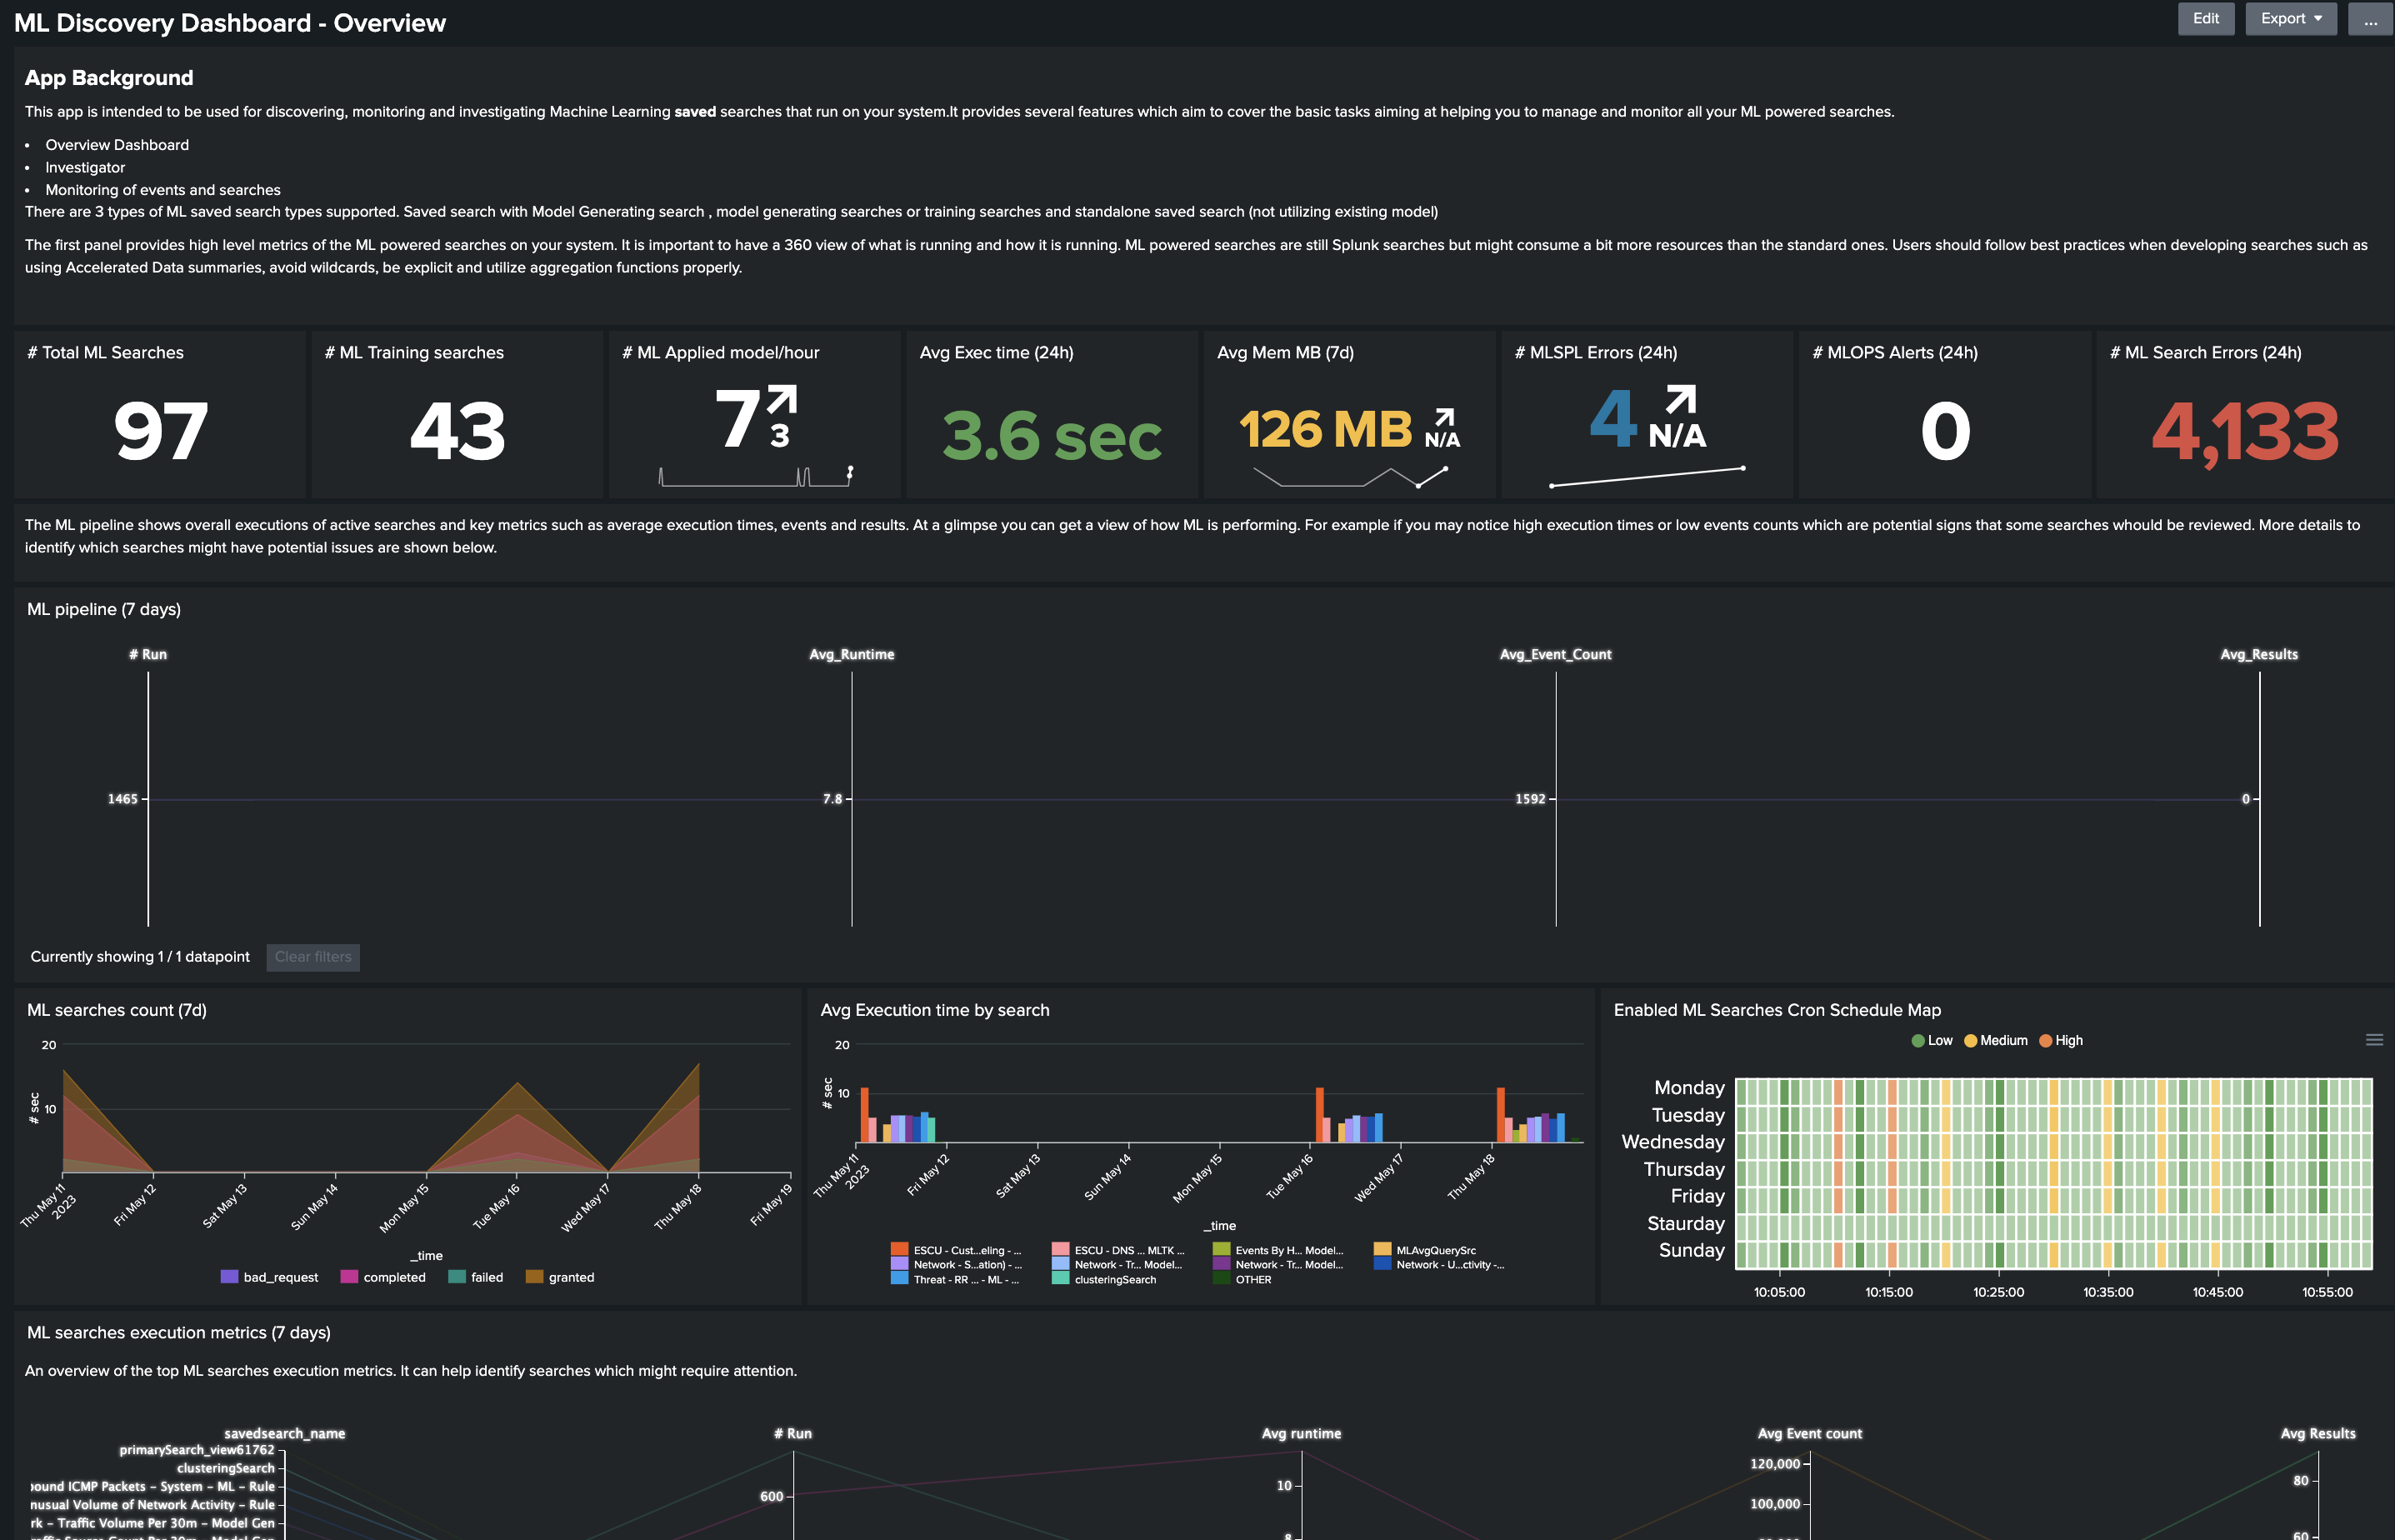 ML Discovery Dashboard - Overview
Edit
Export
...
App Background
This app is intended to be used for discovering, monitoring and investigating Machine Learning saved searches that run on your system.It provides several features which aim to cover the basic tasks aiming at helping you to manage and monitor all your ML powered searches.
• Overview Dashboard
• Investigator
• Monitoring of events and searches
There are 3 types of ML saved search types supported. Saved search with Model Generating search , model generating searches or training searches and standalone saved search (not utilizing existing model)
The first panel provides high level metrics of the ML powered searches on your system. It is important to have a 360 view of what is running and how it is running. ML powered searches are still Splunk searches but might consume a bit more resources than the standard ones. Users should follow best practices when developing searches such as
using Accelerated Data summaries, avoid wildcards, be explicit and utilize aggregation functions properly.
# Total ML Searches
97
# ML Training searches
43
# ML Applied model/hour
7
3
Avg Exec time (24h)
3.6 sec
Avg Mem MB (7d)
126 MB
N/A
# MLSPL Errors (24h)
4
N/A
# MLOPS Alerts (24h)
0
# ML Search Errors (24h)
4,133
The ML pipeline shows overall executions of active searches and key metrics such as average execution times, events and results. At a glimpse you can get a view of how ML is performing. For example if you may notice high execution times or low events counts which are potential signs that some searches whould be reviewed. More details to
identify which searches might have potential issues are shown below.
ML pipeline (7 days)
# Run
Avg_Runtime
Avg_Event_Count
Avg_Results
1465
7.8
1592
0
Currently showing 1 / 1 datapoint
Clear filters
ML searches count (7d)
20
10
# sec
Thu May 11
2023
Fri May 12
Sat May 13
Sun May 14
Mon May 15
Tue May 16
Wed May 17
Thu May 18
Fri May 19
_time
bad_request
completed
failed
granted
Avg Execution time by search
20
10
# sec
Thu May 11
2023
Fri May 12
Sat May 13
Sun May 14
Mon May 15
Tue May 16
Wed May 17
Thu May 18
_time
ESCU - Cust...eling - ...
ESCU - DNS ... MLTK ...
Events By H... Model...
MLAvgQuerySrc
Network - S...ation) - ...
Network - Tr... Model...
Network - Tr... Model...
Network - U...ctivity -...
Threat - RR ... - ML - ...
clusteringSearch
OTHER
Enabled ML Searches Cron Schedule Map
Low
Medium
High
Monday
Tuesday
Wednesday
Thursday
Friday
Staurday
Sunday
10:05:00
10:15:00
10:25:00
10:35:00
10:45:00
10:55:00
ML searches execution metrics (7 days)
An overview of the top ML searches execution metrics. It can help identify searches which might require attention.
savedsearch_name
# Run
Avg runtime
Avg Event count
Avg Results
primarySearch_view61762
clusteringSearch
ound ICMP Packets - System - ML - Rule
nusual Volume of Network Activity - Rule
rk - Traffic Volume Per 30m - Model Gen
600
10
8
120,000
100,000
80
60